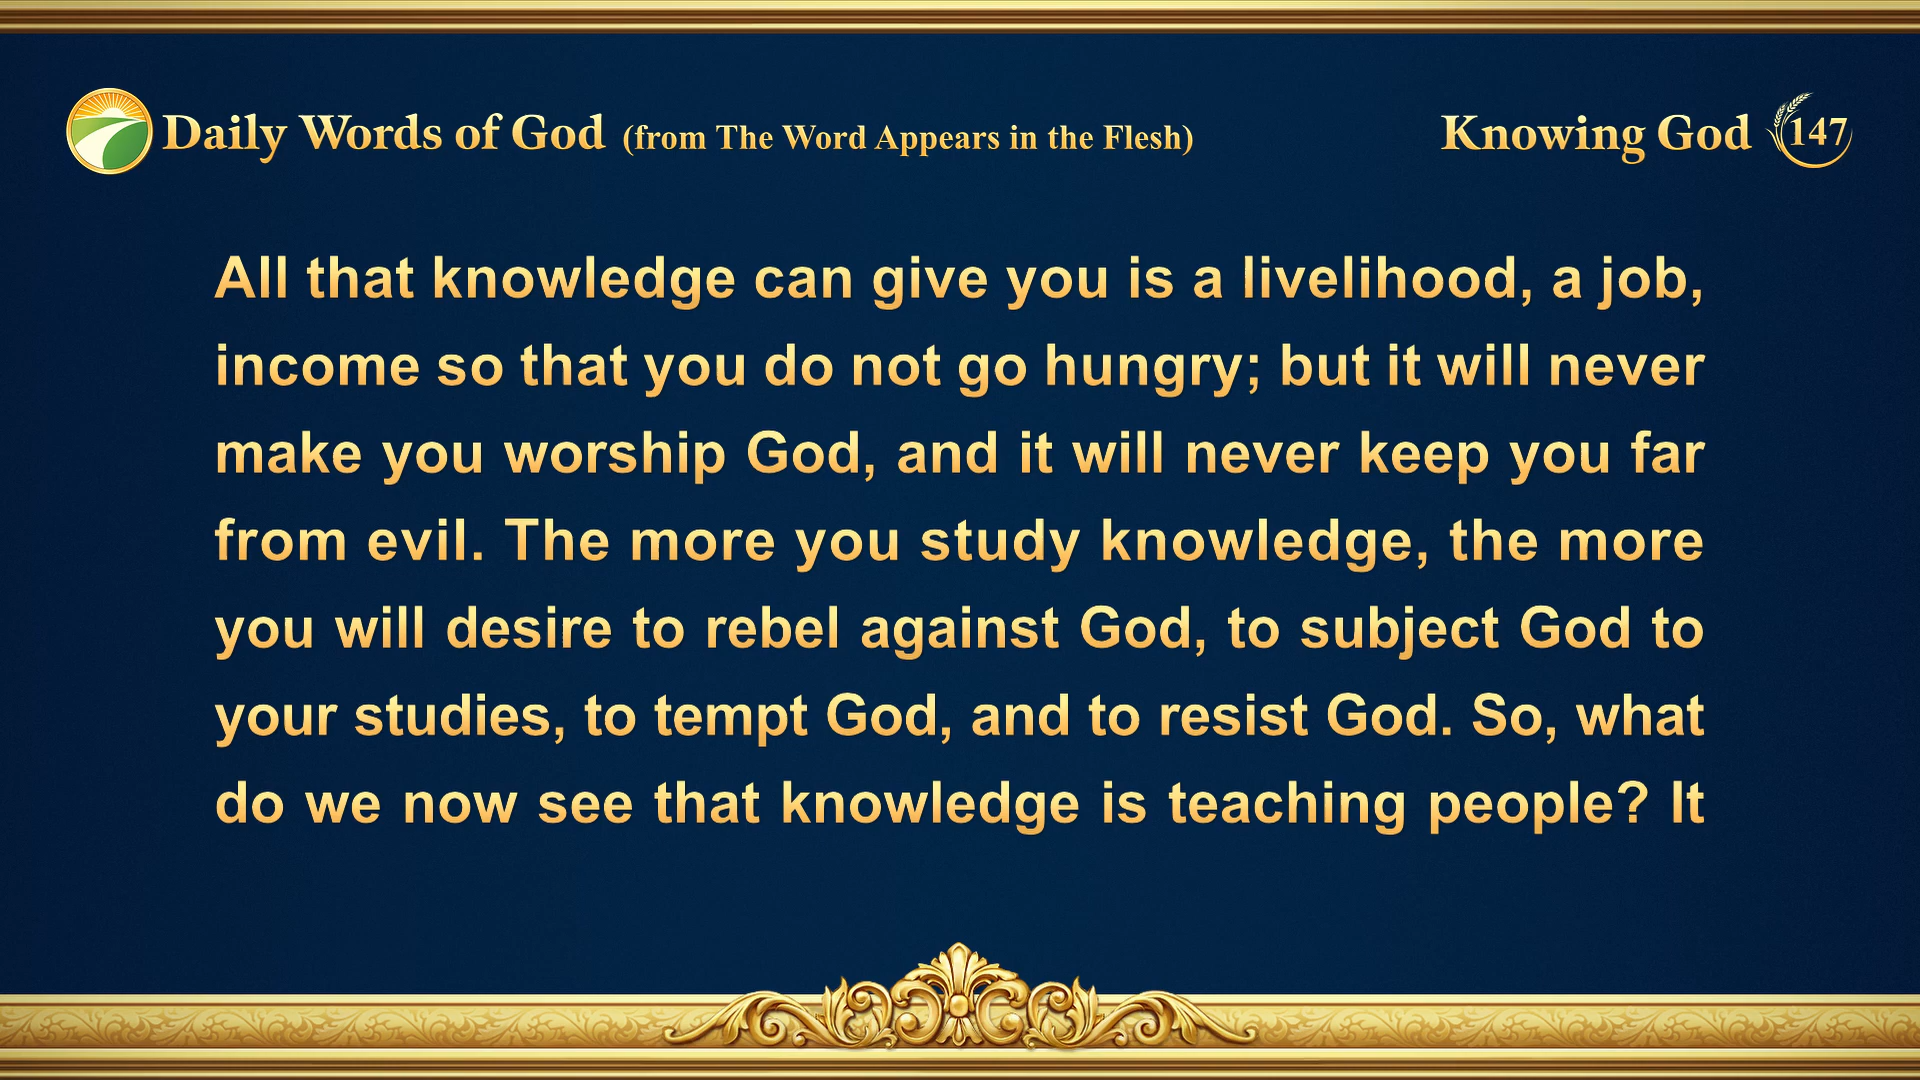 Daily Words of God (from The Word Appears in the Flesh)
Knowing God 147
All that knowledge can give you is a livelihood, a job,
income so that you do not go hungry; but it will never
make you worship God, and it will never keep you far
from evil. The more you study knowledge, the more
you will desire to rebel against God, to subject God to
your studies, to tempt God, and to resist God. So, what
do we now see that knowledge is teaching people? It